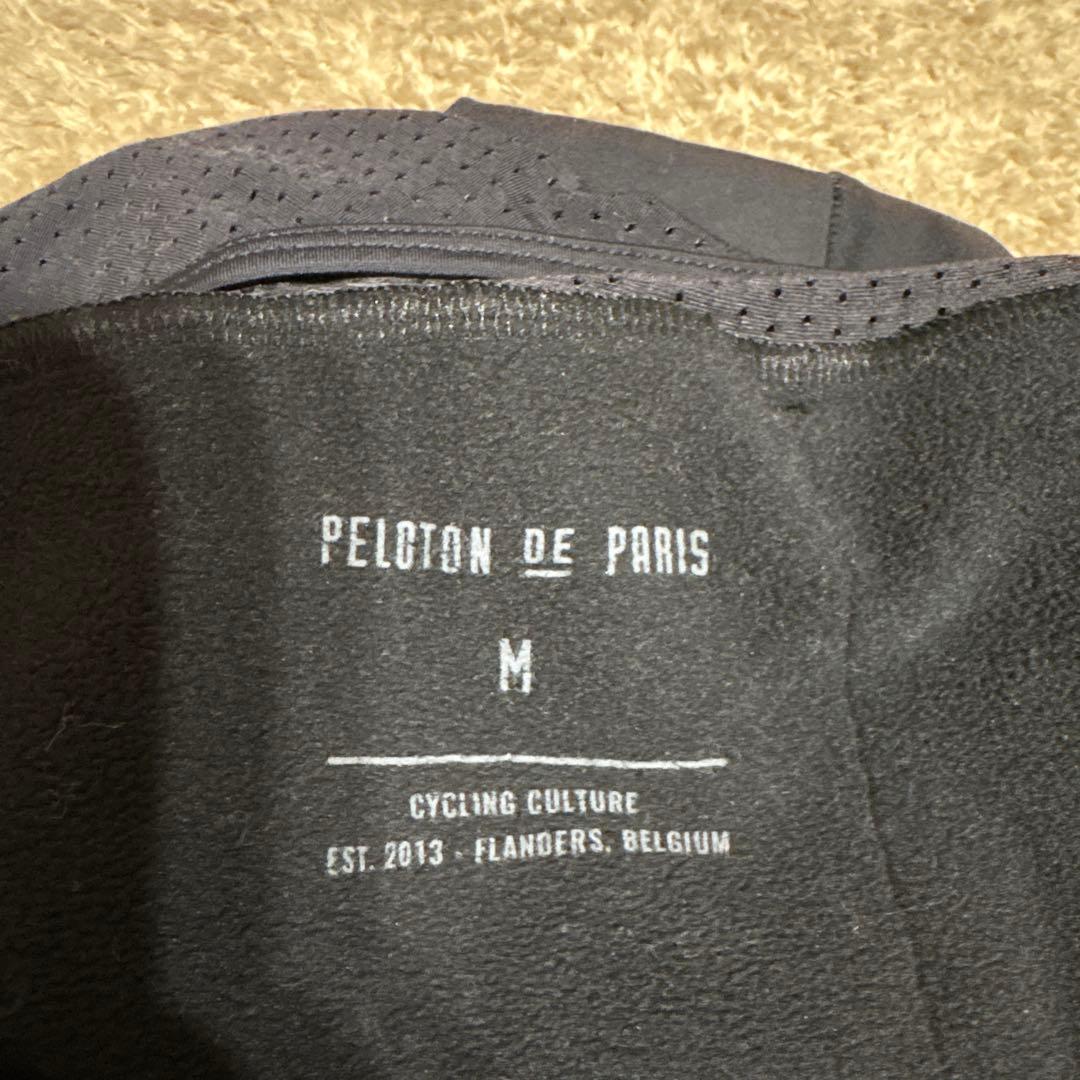 PELOTON DE PARIS
M
CYCLING CULTURE
EST. 2013 - FLANDERS, BELGIUM